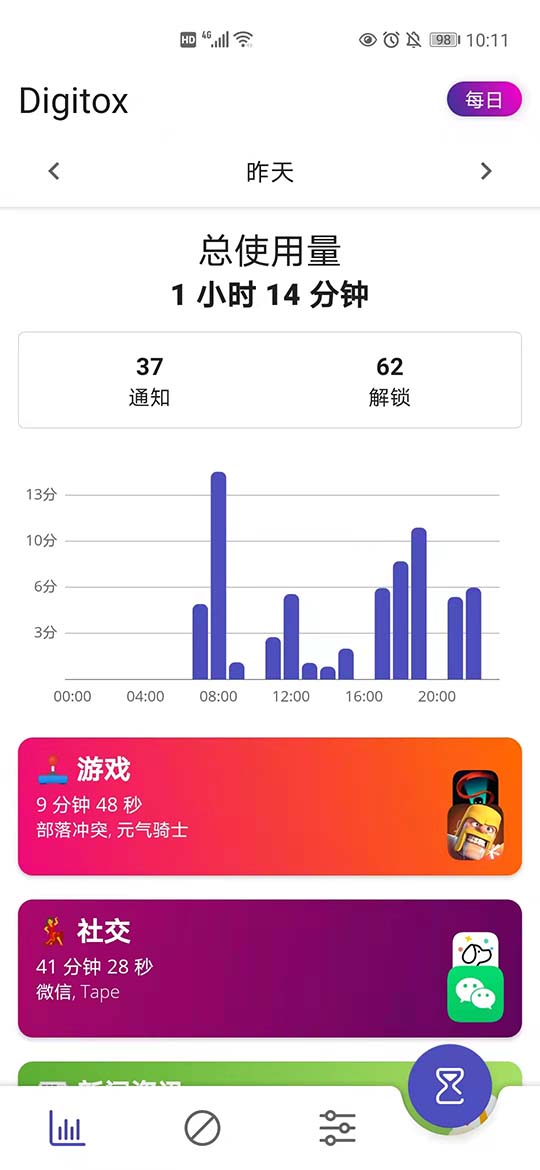 HD 4G 98 10:11
Digitox
每日
昨天
总使用量
1 小时 14 分钟
37 62
通知 解锁
13分
10分
6分
3分
00:00 04:00 08:00 12:00 16:00 20:00
游戏
9 分钟 48 秒
部落冲突, 元气骑士
社交
41 分钟 28 秒
微信, Tape